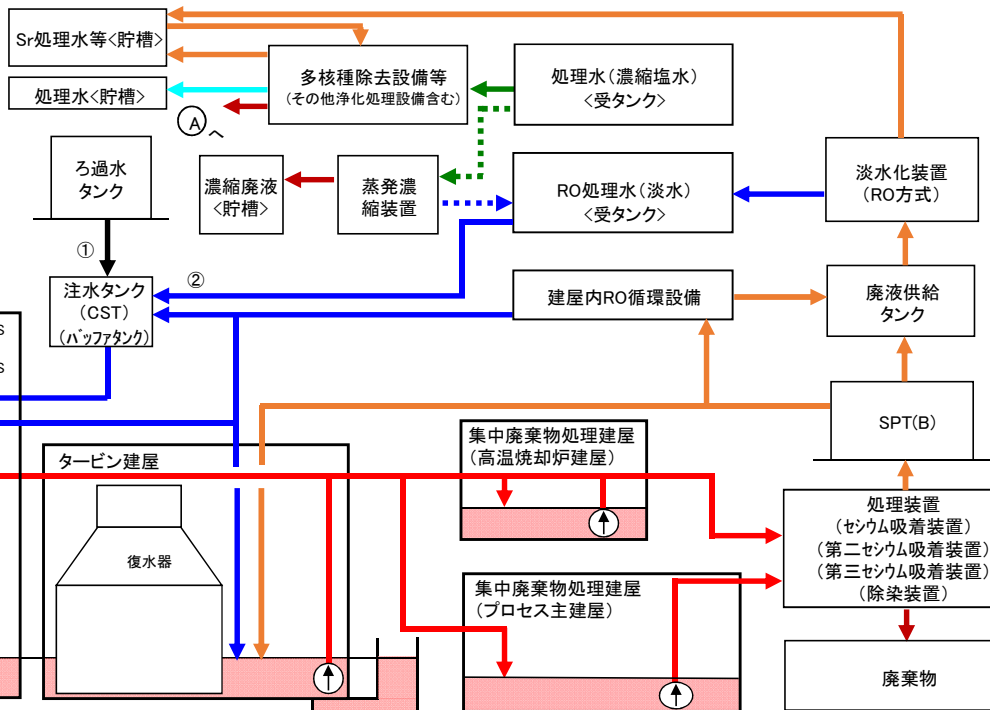 Sr処理水等<貯槽>
多核種除去設備等
(その他浄化処理設備含む)
処理水(濃縮塩水)
<受タンク>
処理水<貯槽>
Aへ
ろ過水
タンク
濃縮廃液
<貯槽>
蒸発濃
縮装置
RO処理水(淡水)
<受タンク>
淡水化装置
(RO方式)
①
②
注水タンク
(CST)
(バッファタンク)
建屋内RO循環設備
廃液供給
タンク
S
S
SPT(B)
タービン建屋
集中廃棄物処理建屋
(高温焼却炉建屋)
処理装置
(セシウム吸着装置)
(第二セシウム吸着装置)
(第三セシウム吸着装置)
(除染装置)
復水器
集中廃棄物処理建屋
(プロセス主建屋)
廃棄物